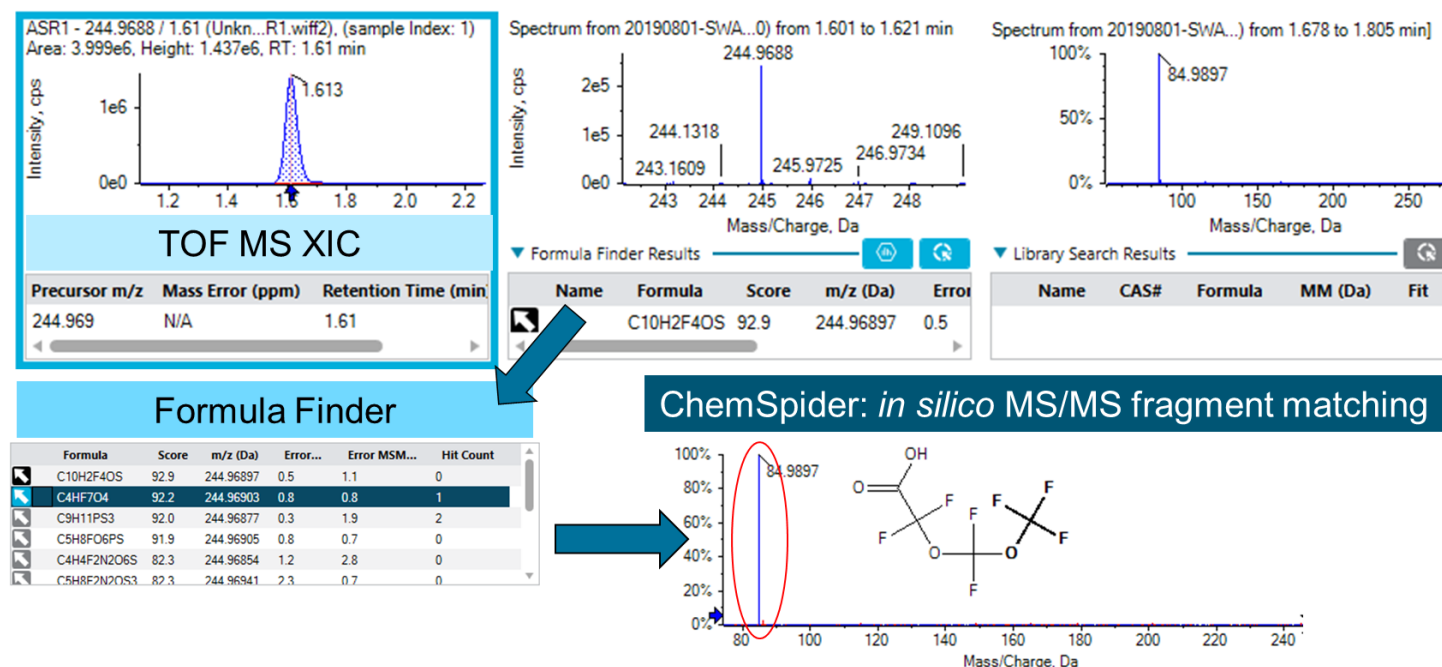 ASR1 - 244.9688 / 1.61 (Unkn...R1.wiff2), (sample Index: 1)
Area: 3.999e6, Height: 1.437e6, RT: 1.61 min
Intensity, cps
1e6
0e0
1.613
1.2 1.4 1.6 1.8 2.0 2.2
TOF MS XIC
Precursor m/z Mass Error (ppm) Retention Time (min
244.969 N/A 1.61
Spectrum from 20190801-SWA...0) from 1.601 to 1.621 min
Intensity, cps
2e5
1e5
0e0
244.9688
244.1318
249.1096
243.1609
245.9725
246.9734
243 244 245 246 247 248
Mass/Charge, Da
Formula Finder Results
Name Formula Score m/z (Da) Error
C10H2F4OS 92.9 244.96897 0.5
Spectrum from 20190801-SWA...) from 1.678 to 1.805 min]
100%
50%
0%
84.9897
100 150 200 250
Mass/Charge, Da
Library Search Results
Name CAS# Formula MM (Da) Fit
Formula Finder
Formula Score m/z (Da) Error... Error MSM... Hit Count
C10H2F4OS 92.9 244.96897 0.5 1.1 0
C4HF7O4 92.2 244.96903 0.8 0.8 1
C9H11PS3 92.0 244.96877 0.3 1.9 2
C5H8FO6PS 91.9 244.96905 0.8 0.7 0
C4H4F2N2O6S 82.3 244.96854 1.2 2.8 0
C5H8F2N2OS3 82.3 244.96941 2.3 0.7 0
ChemSpider: in silico MS/MS fragment matching
100%
80%
60%
40%
20%
0%
84.9897
OH
O
F
F
F
F
O
O
F
F
F
80 100 120 140 160 180 200 220 240
Mass/Charge, Da